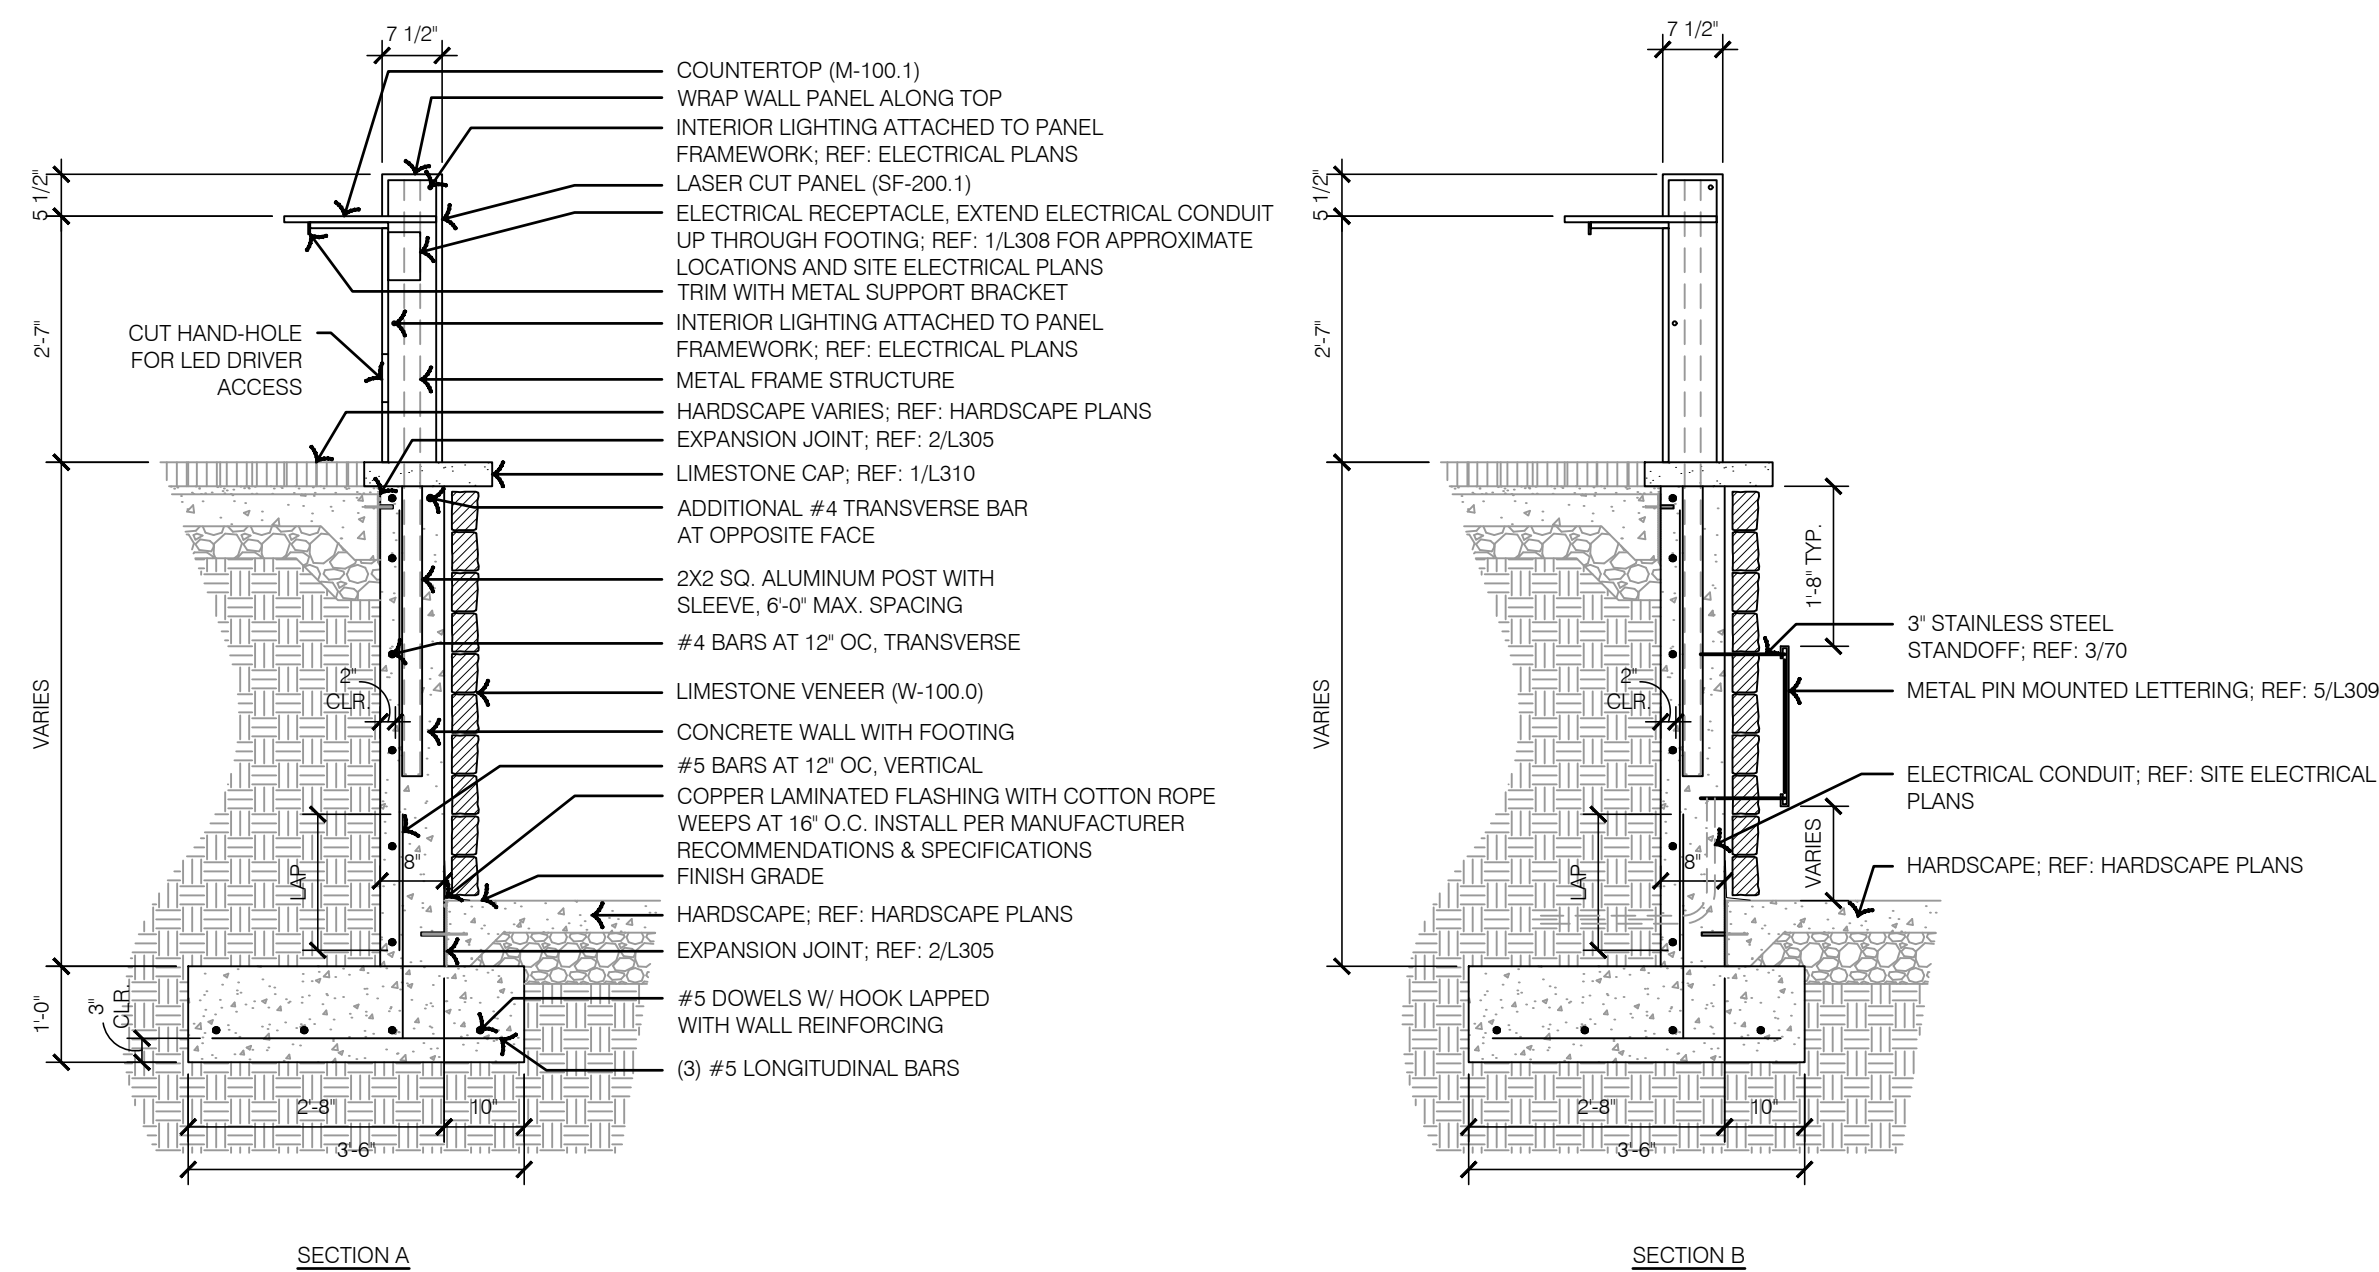 7 1/2"
COUNTERTOP (M-100.1)
WRAP WALL PANEL ALONG TOP
INTERIOR LIGHTING ATTACHED TO PANEL
FRAMEWORK; REF: ELECTRICAL PLANS
LASER CUT PANEL (SF-200.1)
ELECTRICAL RECEPTACLE, EXTEND ELECTRICAL CONDUIT
UP THROUGH FOOTING; REF: 1/L308 FOR APPROXIMATE
LOCATIONS AND SITE ELECTRICAL PLANS
TRIM WITH METAL SUPPORT BRACKET
INTERIOR LIGHTING ATTACHED TO PANEL
FRAMEWORK; REF: ELECTRICAL PLANS
METAL FRAME STRUCTURE
HARDSCAPE VARIES; REF: HARDSCAPE PLANS
EXPANSION JOINT; REF: 2/L305
LIMESTONE CAP; REF: 1/L310
ADDITIONAL #4 TRANSVERSE BAR
AT OPPOSITE FACE
2X2 SQ. ALUMINUM POST WITH
SLEEVE, 6'-0" MAX. SPACING
#4 BARS AT 12" OC, TRANSVERSE
LIMESTONE VENEER (W-100.0)
CONCRETE WALL WITH FOOTING
#5 BARS AT 12" OC, VERTICAL
COPPER LAMINATED FLASHING WITH COTTON ROPE
WEEPS AT 16" O.C. INSTALL PER MANUFACTURER
RECOMMENDATIONS & SPECIFICATIONS
FINISH GRADE
HARDSCAPE; REF: HARDSCAPE PLANS
EXPANSION JOINT; REF: 2/L305
#5 DOWELS W/ HOOK LAPPED
WITH WALL REINFORCING
(3) #5 LONGITUDINAL BARS
CUT HAND-HOLE
FOR LED DRIVER
ACCESS
5 1/2"
2'-7"
VARIES
1'-0"
2"
CLR.
LAP
8"
3"
CLR.
2'-8"
10"
3'-6"
SECTION A
7 1/2"
5 1/2"
2'-7"
VARIES
1'-8" TYP.
3" STAINLESS STEEL
STANDOFF; REF: 3/70
METAL PIN MOUNTED LETTERING; REF: 5/L309
ELECTRICAL CONDUIT; REF: SITE ELECTRICAL
PLANS
VARIES
HARDSCAPE; REF: HARDSCAPE PLANS
2"
CLR.
LAP
8"
2'-8"
10"
3'-6"
SECTION B